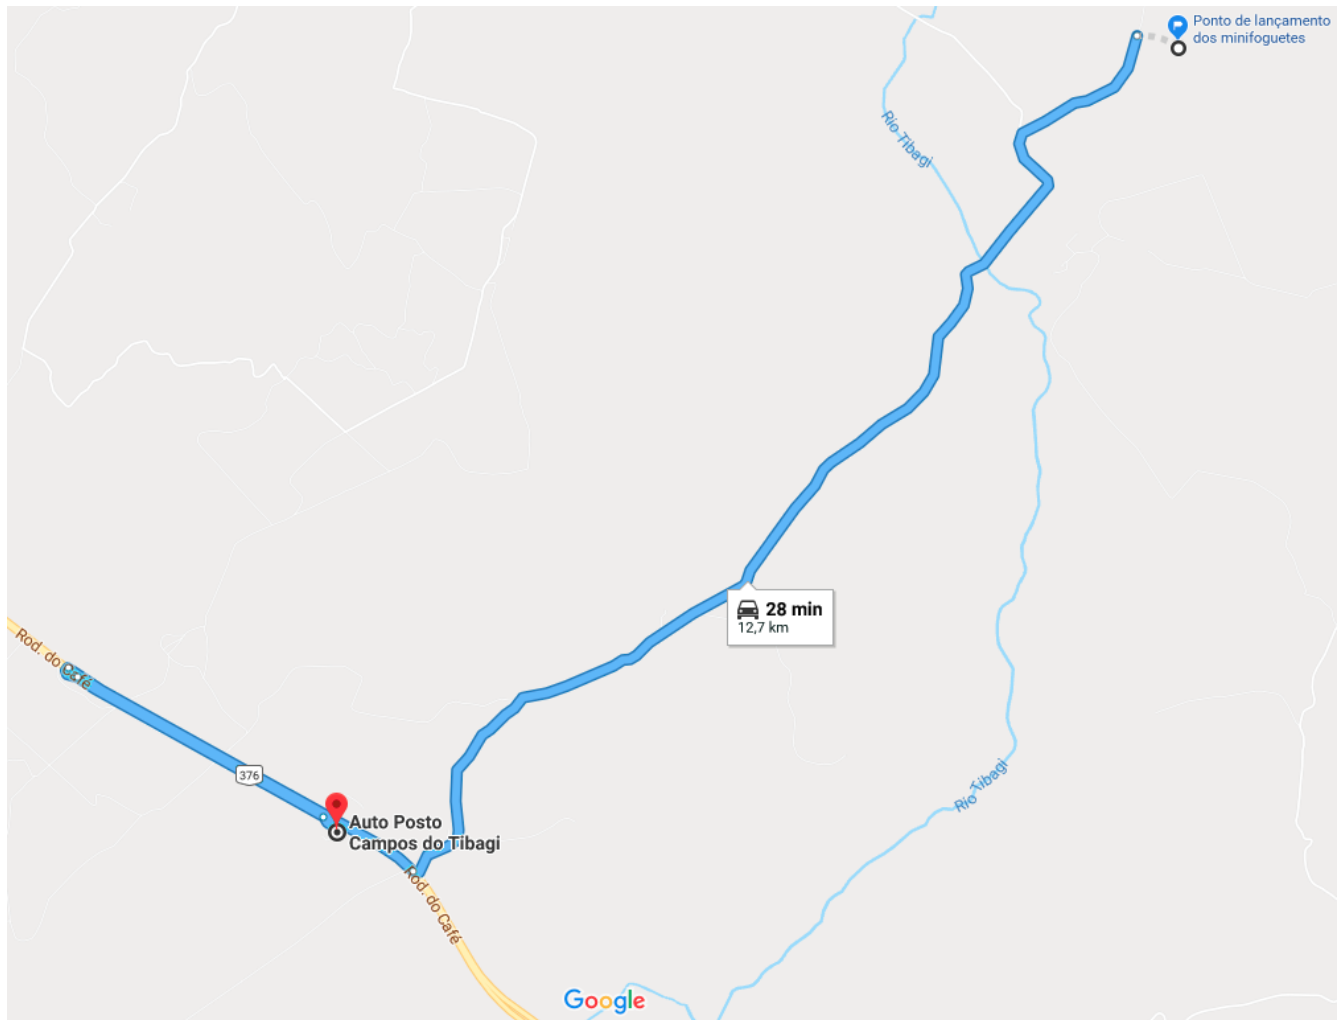 Ponto de lançamento
dos minifoguetes
Rio Tibagi
28 min
12,7 km
Rod. do Café
376
Auto Posto
Campos do Tibagi
Rio Tibagi
Rod. do Café
Google